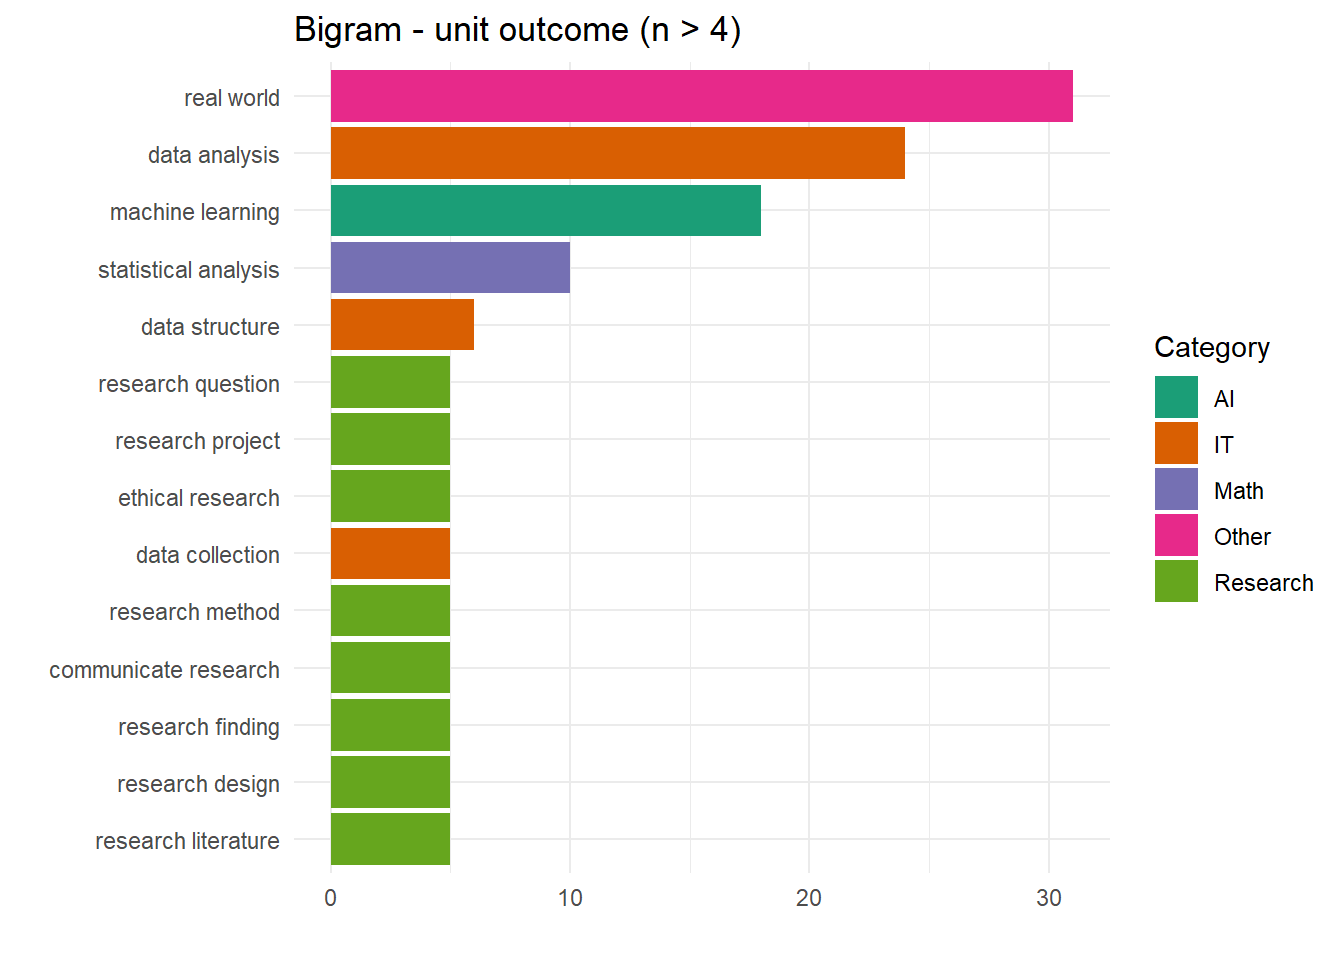 Bigram - unit outcome (n > 4)
real world
data analysis
machine learning
statistical analysis
data structure
research question
research project
ethical research
data collection
research method
communicate research
research finding
research design
research literature
0 10 20 30
Category
AI
IT
Math
Other
Research